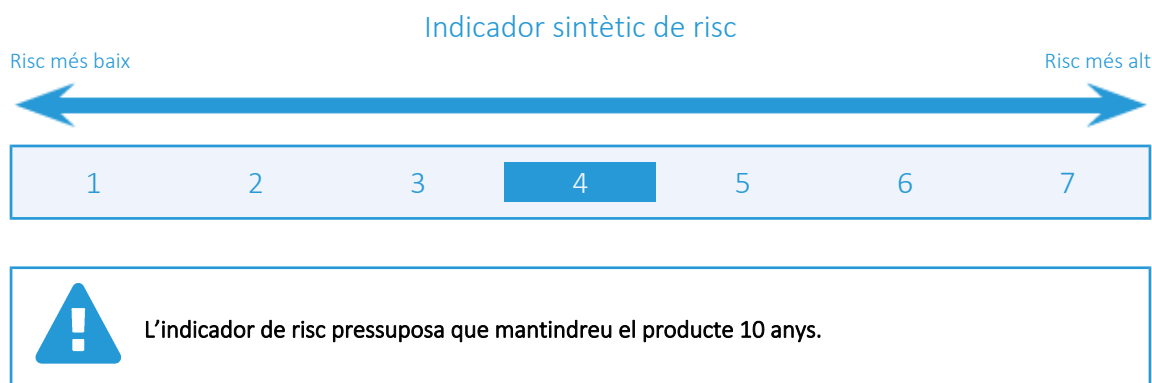 Indicador sintètic de risc
Risc més baix
Risc més alt
1 2 3 4 5 6 7
L’indicador de risc pressuposa que mantindreu el producte 10 anys.